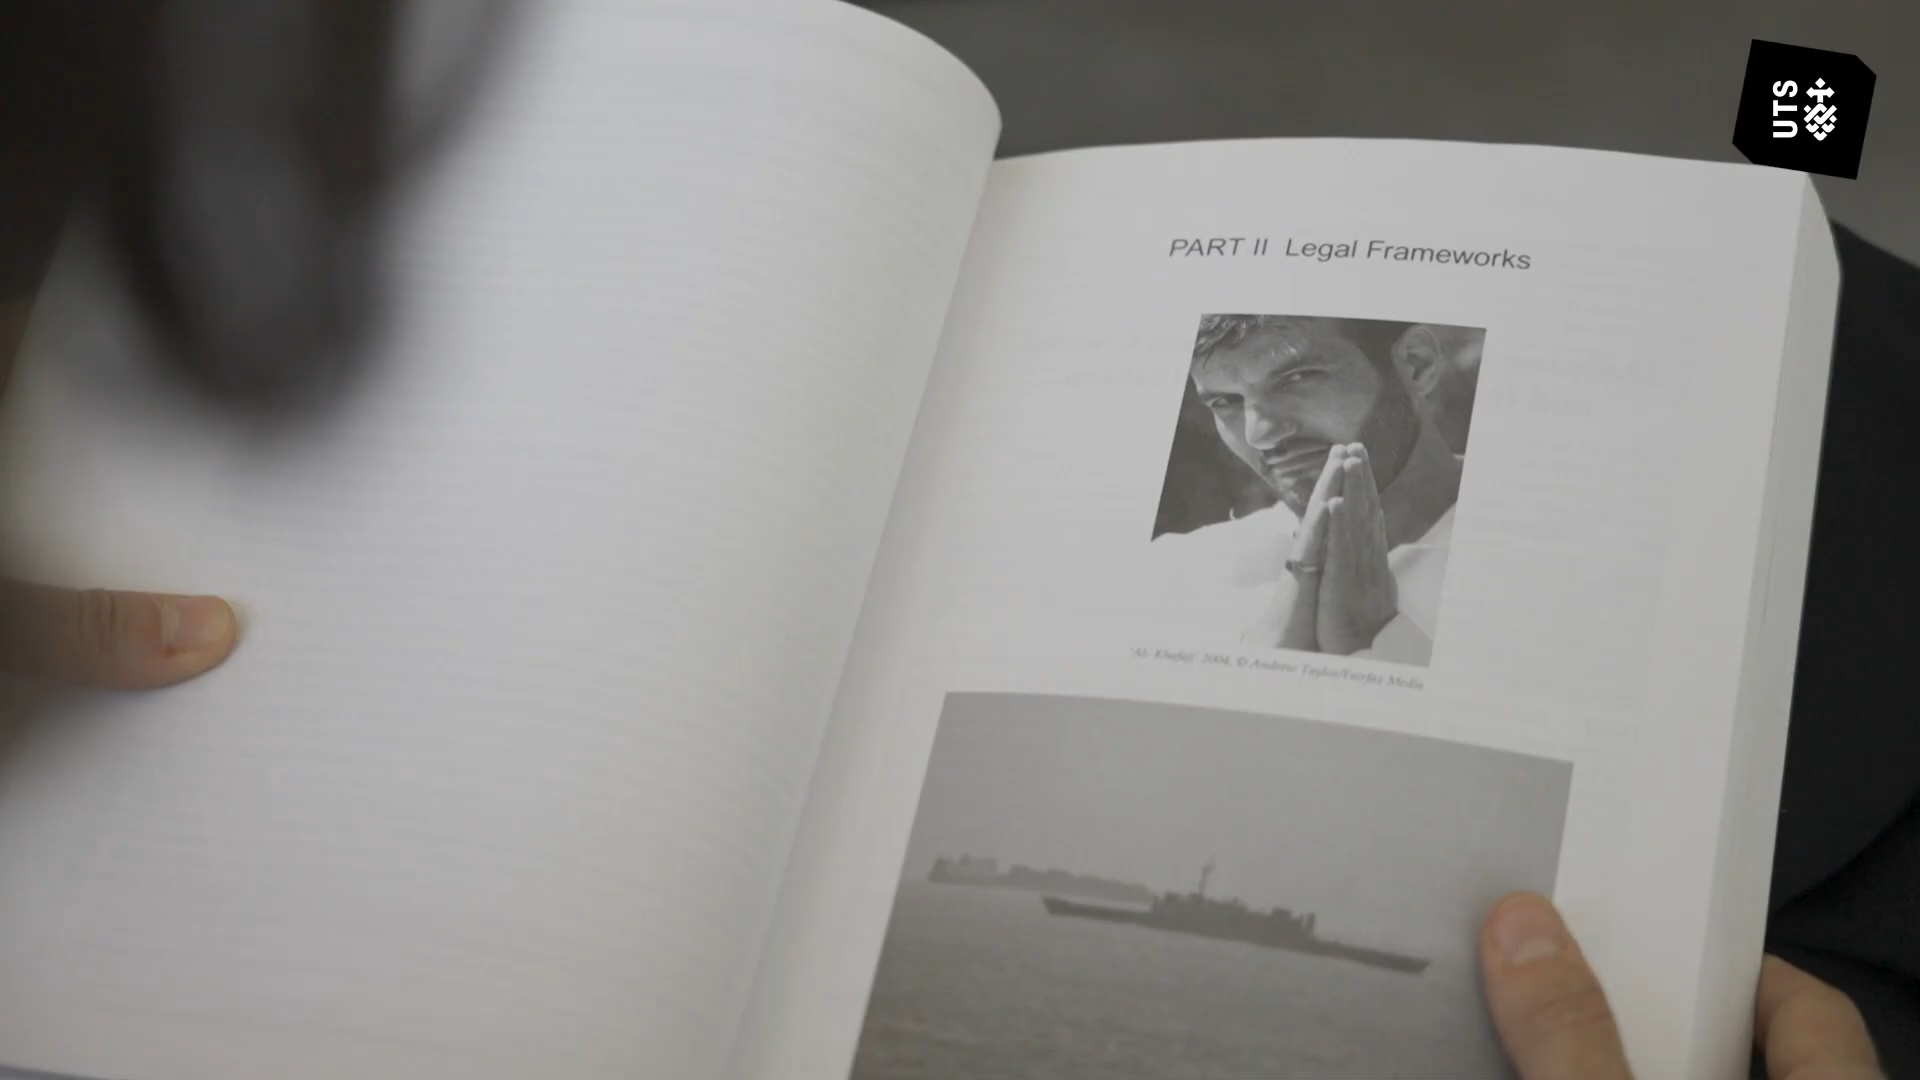 UTS
PART II Legal Frameworks
'Al- Khafaji' 2004, © Andrew Taylor/Fairfax Media